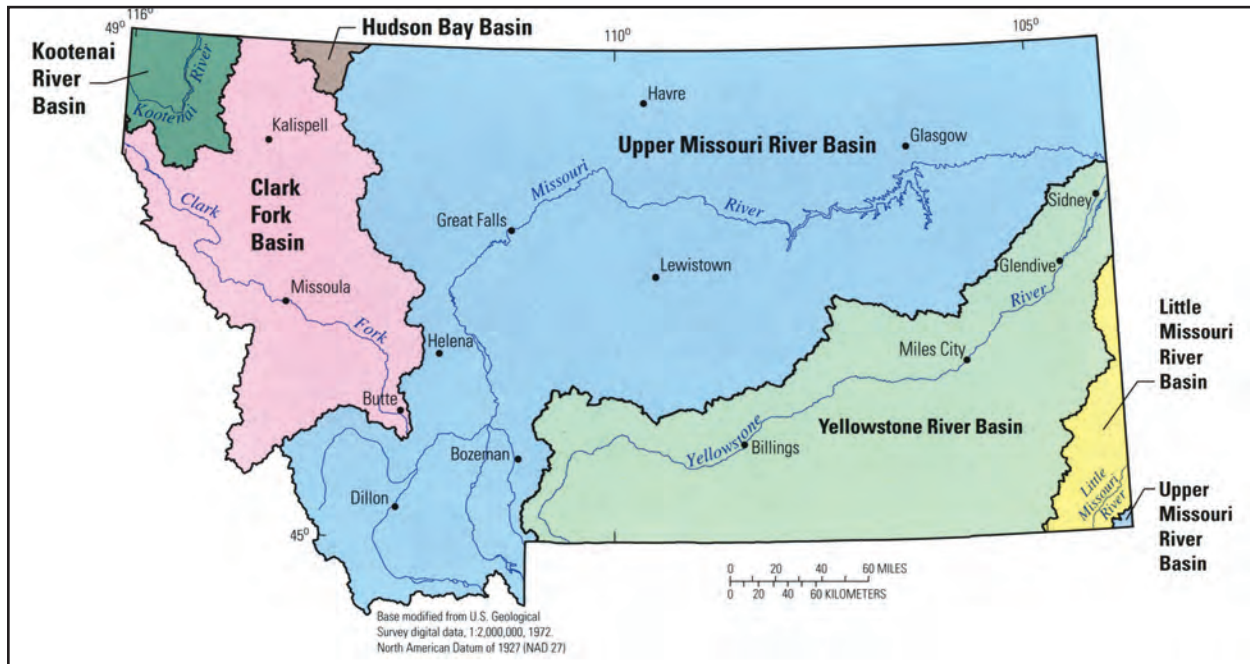 116°
49°
110°
105°
Hudson Bay Basin
Kootenai
River
Basin
River
Kootenai
Kalispell
Havre
Upper Missouri River Basin
Glasgow
Clark
Fork
Basin
Clark
Missouri
River
Great Falls
Sidney
Lewistown
Glendive
River
Missoula
Fork
Little
Missouri
River
Basin
Helena
Miles City
Butte
Yellowstone River Basin
Yellowstone
Billings
Bozeman
Dillon
Little
Missouri
River
Upper
Missouri
River
Basin
45°
0 20 40 60 MILES
0 20 40 60 KILOMETERS
Base modified from U.S. Geological
Survey digital data, 1:2,000,000, 1972.
North American Datum of 1927 (NAD 27)